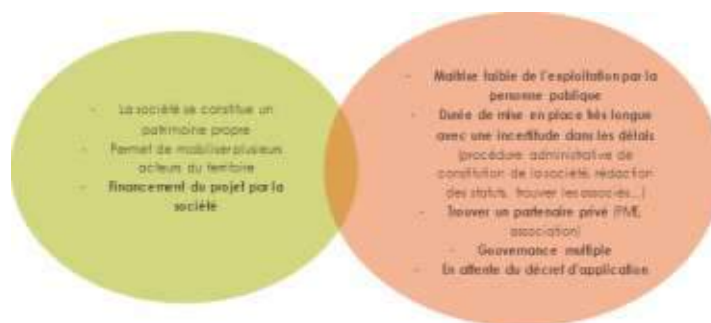 - La société se constitue un
patrimoine propre
- Permet de mobiliser plusieurs
acteurs du territoire
- Financement du projet par la
société
- Maîtrise faible de l'exploitation par la
personne publique
- Durée de mise en place très longue
avec une incertitude dans les délais
(procédure administrative de
constitution de la société, rédaction
des statuts, trouver les associés...)
- Trouver un partenaire privé (PME,
association)
- Gouvernance multiple
- En attente du décret d'application